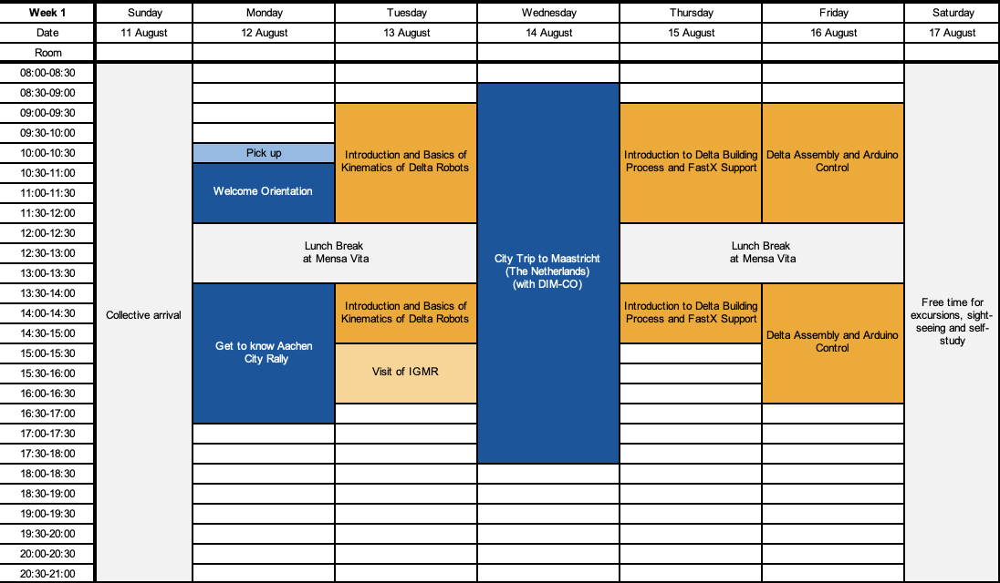 Week 1 Sunday Monday Tuesday Wednesday Thursday Friday Saturday
Date 11 August 12 August 13 August 14 August 15 August 16 August 17 August
Room
08:00-08:30
08:30-09:00
09:00-09:30
09:30-10:00
10:00-10:30
10:30-11:00
11:00-11:30
11:30-12:00
12:00-12:30
12:30-13:00
13:00-13:30
13:30-14:00
14:00-14:30
14:30-15:00
15:00-15:30
15:30-16:00
16:00-16:30
16:30-17:00
17:00-17:30
17:30-18:00
18:00-18:30
18:30-19:00
19:00-19:30
19:30-20:00
20:00-20:30
20:30-21:00
Collective arrival
Pick up
Welcome Orientation
Lunch Break
at Mensa Vita
Get to know Aachen
City Rally
Introduction and Basics of
Kinematics of Delta Robots
Introduction and Basics of
Kinematics of Delta Robots
Visit of IGMR
City Trip to Maastricht
(The Netherlands)
(with DIM-CO)
Introduction to Delta Building
Process and FastX Support
Lunch Break
at Mensa Vita
Introduction to Delta Building
Process and FastX Support
Delta Assembly and Arduino
Control
Delta Assembly and Arduino
Control
Free time for
excursions, sight-
seeing and self-
study